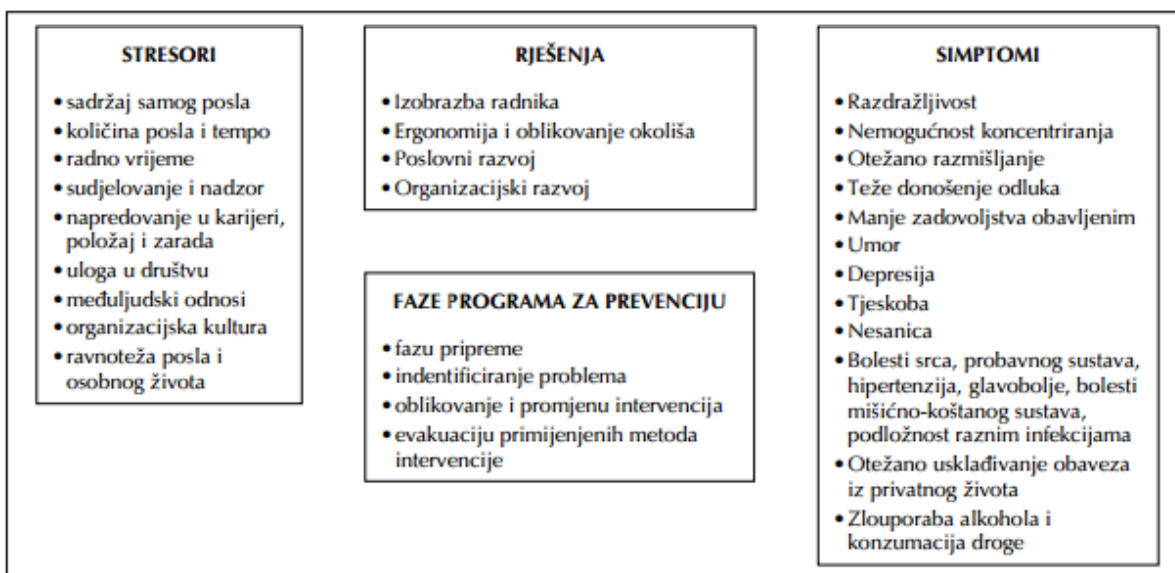 STRESORI
• sadržaj samog posla
• količina posla i tempo
• radno vrijeme
• sudjelovanje i nadzor
• napredovanje u karijeri,
položaj i zarada
• uloga u društvu
• međuljudski odnosi
• organizacijska kultura
• ravnoteža posla i
osobnog života
RJEŠENJA
• Izobrazba radnika
• Ergonomija i oblikovanje okoliša
• Poslovni razvoj
• Organizacijski razvoj
FAZE PROGRAMA ZA PREVENCIJU
• fazu pripreme
• indentificiranje problema
• oblikovanje i promjenu intervencija
• evakuaciju primijenjenih metoda
intervencije
SIMPTOMI
• Razdražljivost
• Nemogućnost koncentriranja
• Otežano razmišljanje
• Teže donošenje odluka
• Manje zadovoljstva obavljenim
• Umor
• Depresija
• Tjeskoba
• Nesanica
• Bolesti srca, probavnog sustava,
hipertenzija, glavobolje, bolesti
mišićno-koštanog sustava,
podložnost raznim infekcijama
• Otežano usklađivanje obaveza
iz privatnog života
• Zlouporaba alkohola i
konzumacija droge